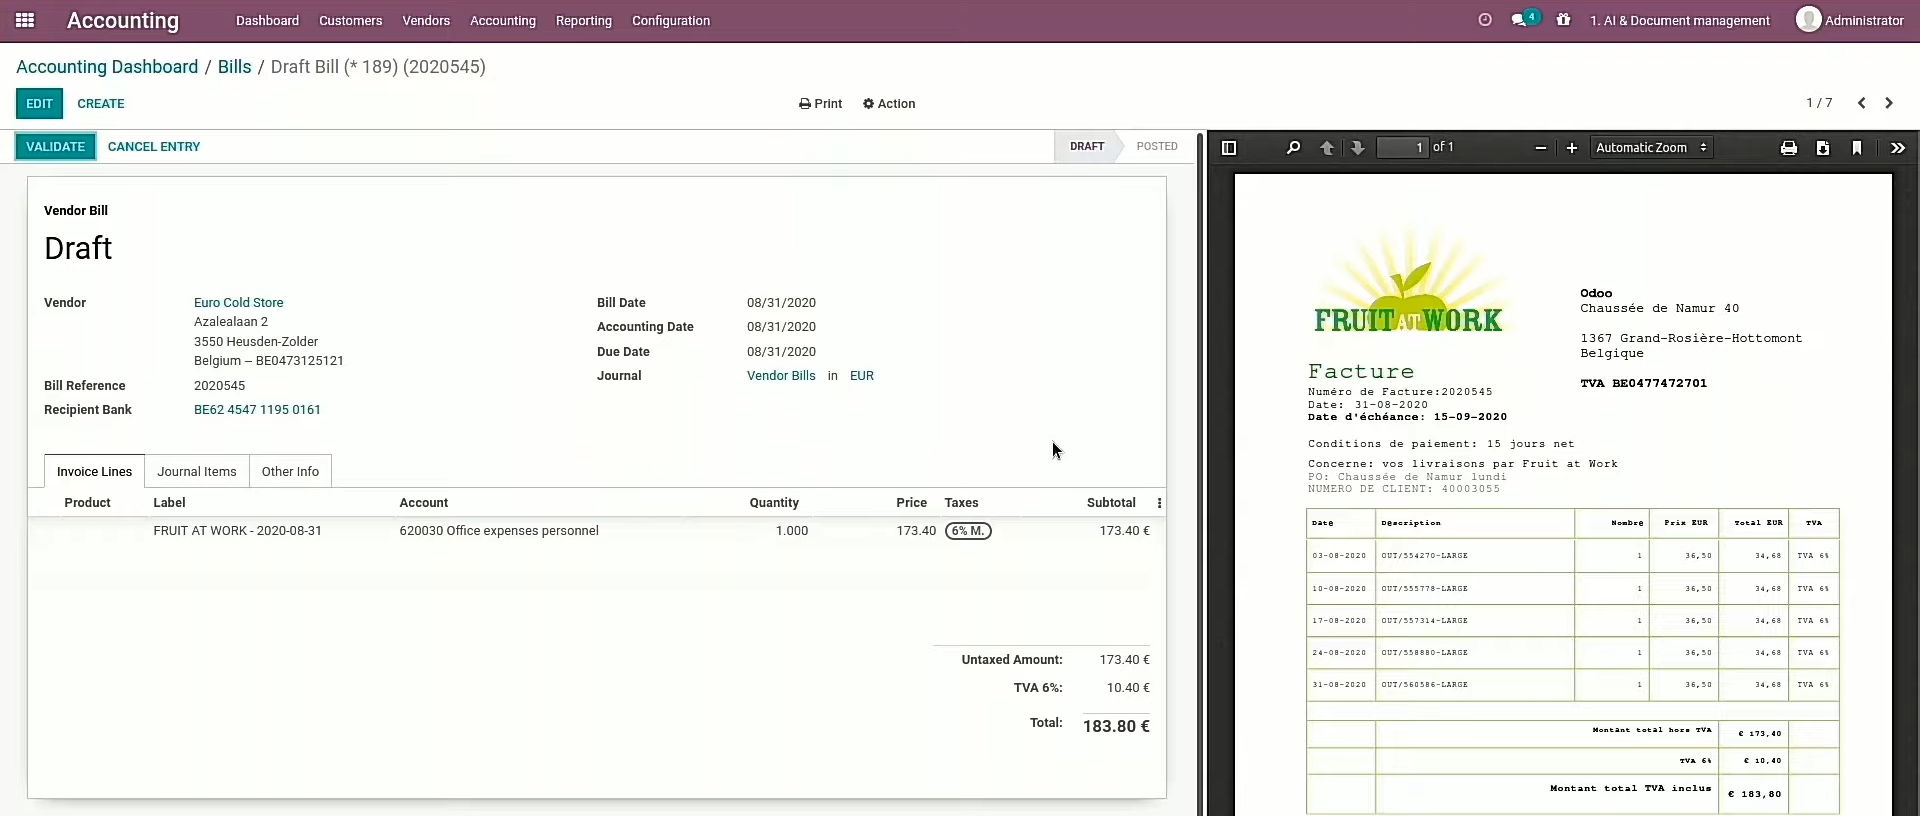 Accounting Dashboard Customers Vendors Accounting Reporting Configuration 4 1. AI & Document management Administrator
Accounting Dashboard / Bills / Draft Bill (* 189) (2020545)
EDIT CREATE Print Action 1 / 7
VALIDATE CANCEL ENTRY DRAFT POSTED
Vendor Bill
Draft
Vendor Euro Cold Store
Azalealaan 2
3550 Heusden-Zolder
Belgium – BE0473125121
Bill Reference 2020545
Recipient Bank BE62 4547 1195 0161
Bill Date 08/31/2020
Accounting Date 08/31/2020
Due Date 08/31/2020
Journal Vendor Bills in EUR
Invoice Lines Journal Items Other Info
Product Label Account Quantity Price Taxes Subtotal
FRUIT AT WORK - 2020-08-31 620030 Office expenses personnel 1.000 173.40 6% M. 173.40 €
Untaxed Amount: 173.40 €
TVA 6%: 10.40 €
Total: 183.80 €
1 of 1 Automatic Zoom
FRUIT AT WORK
Odoo
Chaussée de Namur 40
1367 Grand-Rosière-Hottomont
Belgique
TVA BE0477472701
Facture
Numéro de Facture:2020545
Date: 31-08-2020
Date d'échéance: 15-09-2020
Conditions de paiement: 15 jours net
Concerne: vos livraisons par Fruit at Work
PO: Chaussée de Namur lundi
NUMERO DE CLIENT: 40003055
Date Description Nombre Prix EUR Total EUR TVA
03-08-2020 OUT/554270-LARGE 1 36,50 34,68 TVA 6%
10-08-2020 OUT/555778-LARGE 1 36,50 34,68 TVA 6%
17-08-2020 OUT/557314-LARGE 1 36,50 34,68 TVA 6%
24-08-2020 OUT/558880-LARGE 1 36,50 34,68 TVA 6%
31-08-2020 OUT/560586-LARGE 1 36,50 34,68 TVA 6%
Montant total hors TVA € 173,40
TVA 6% € 10,40
Montant total TVA inclus € 183,80